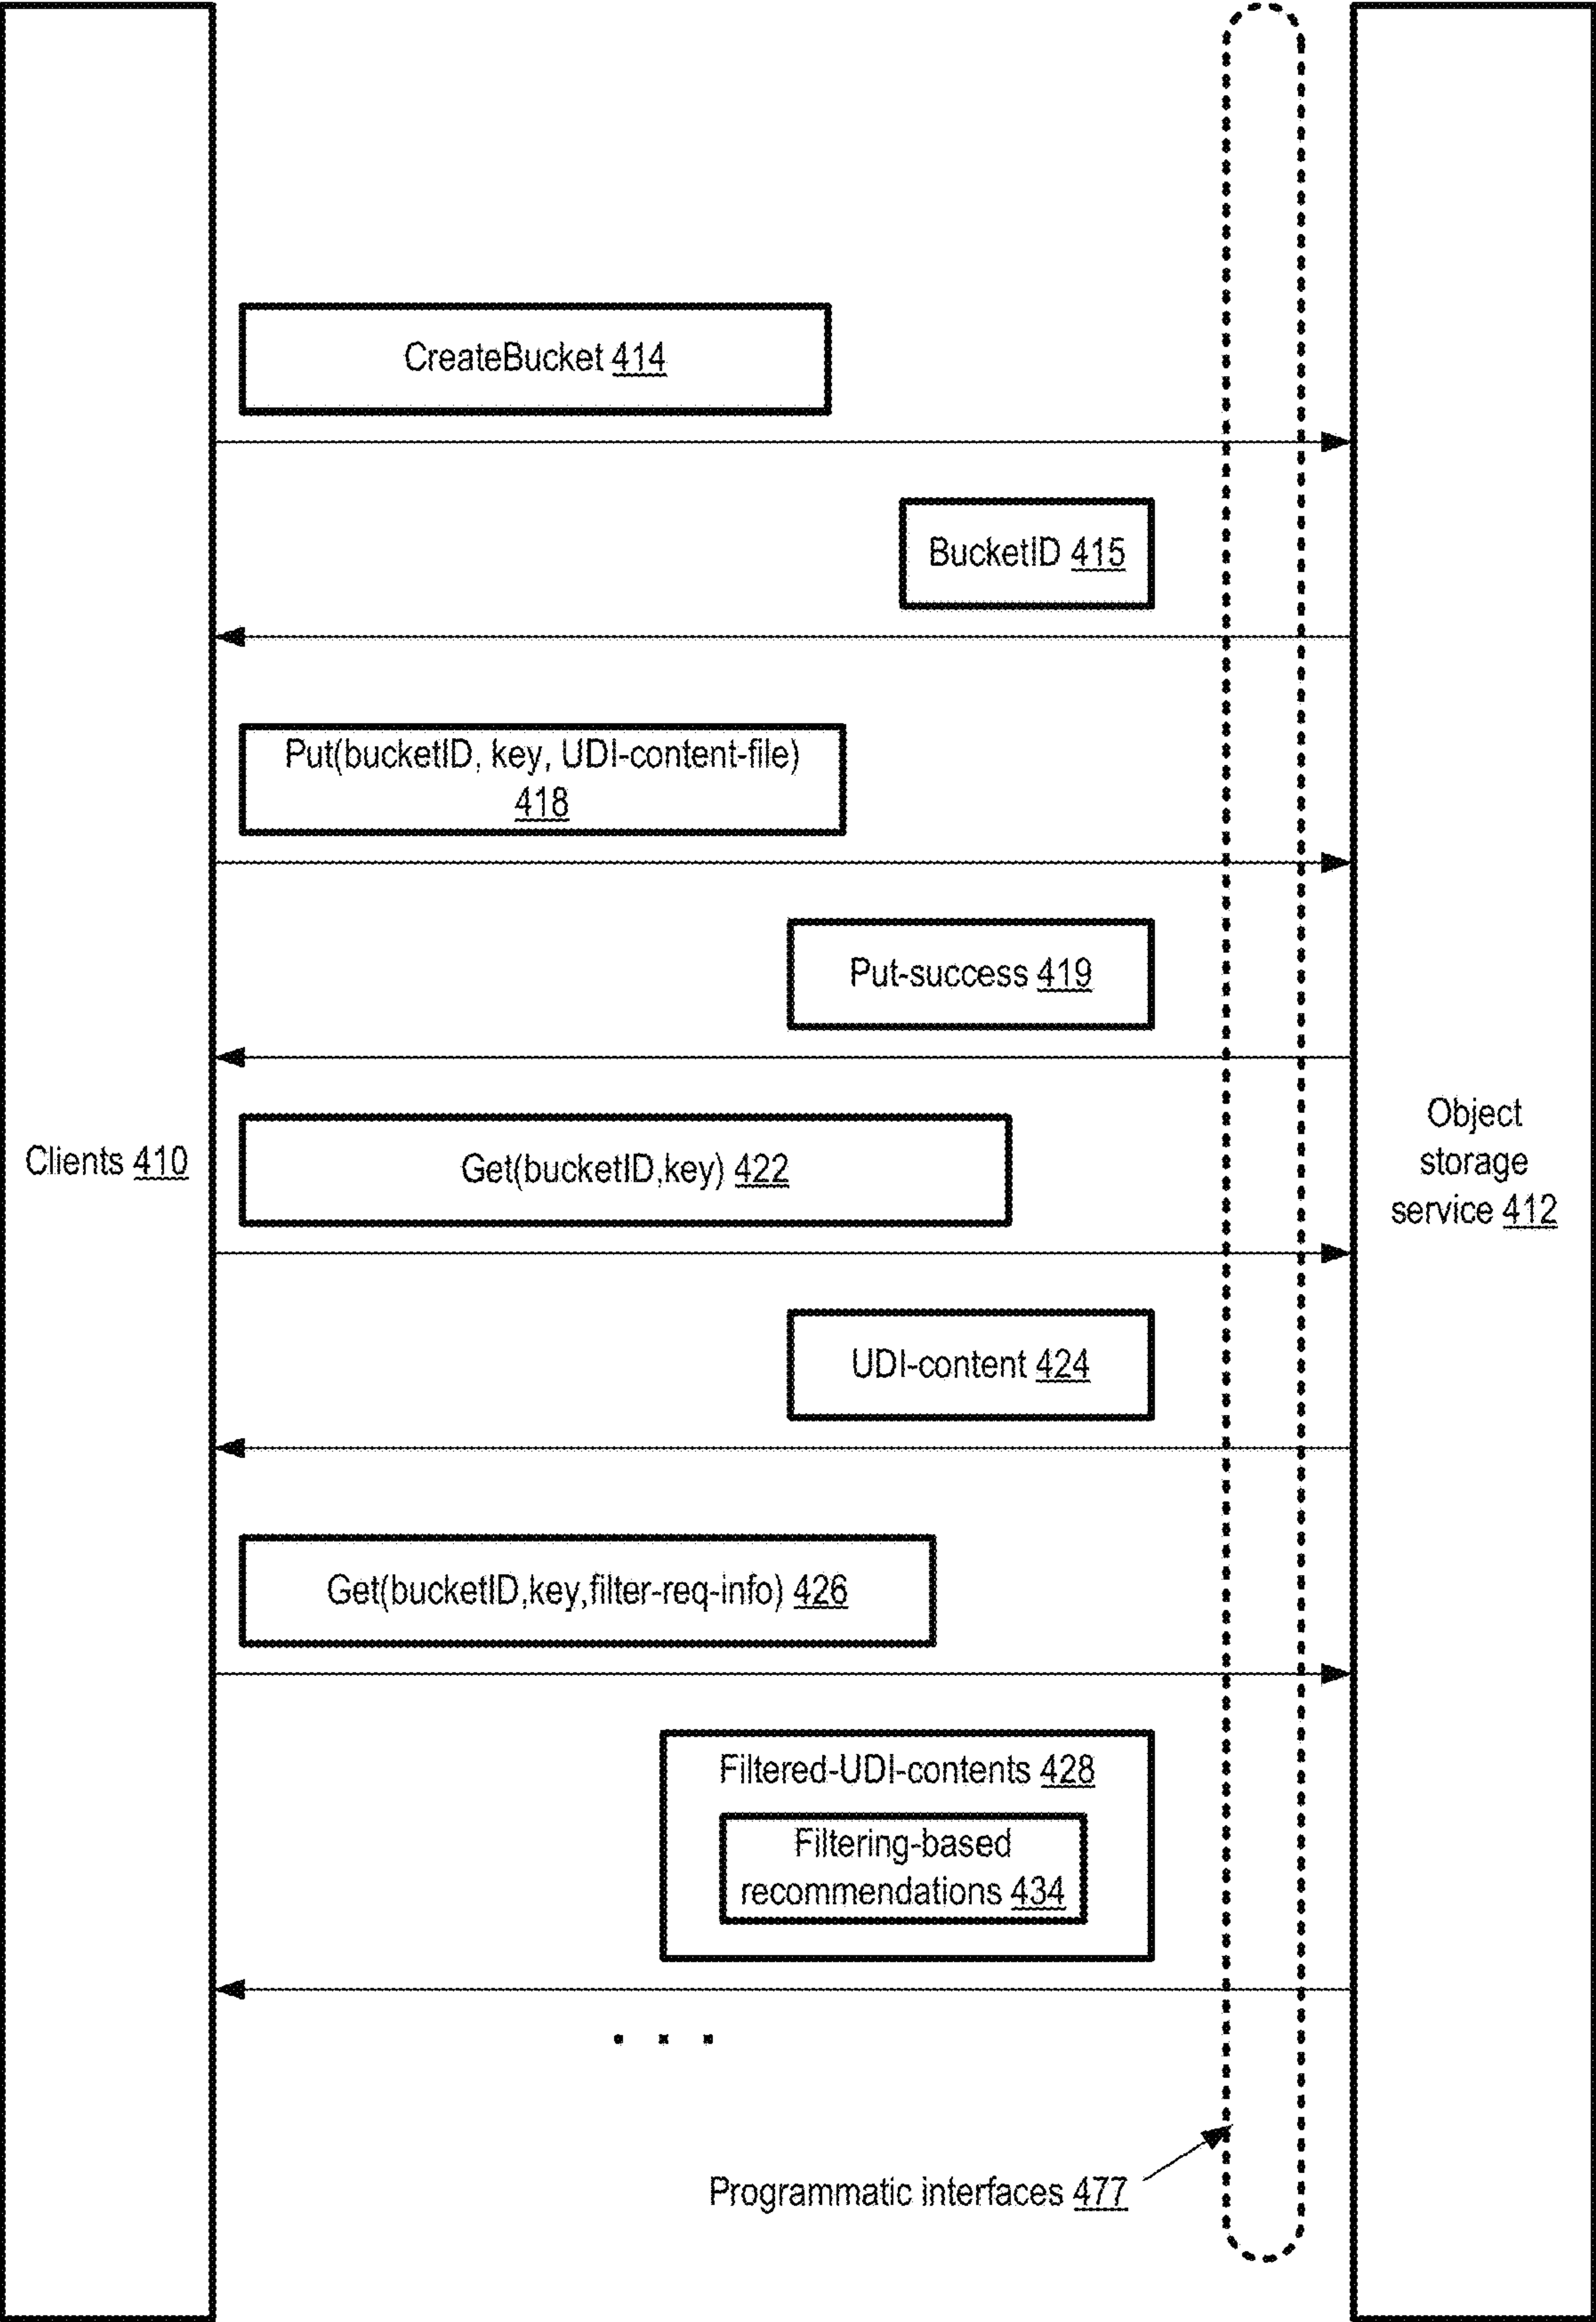 CreateBucket 414
BucketID 415
Put(bucketID, key, UDI-content-file)
418
Put-success 419
Clients 410
Get(bucketID,key) 422
Object
storage
service 412
UDI-content 424
Get(bucketID,key,filter-req-info) 426
Filtered-UDI-contents 428
Filtering-based
recommendations 434
. . .
Programmatic interfaces 477